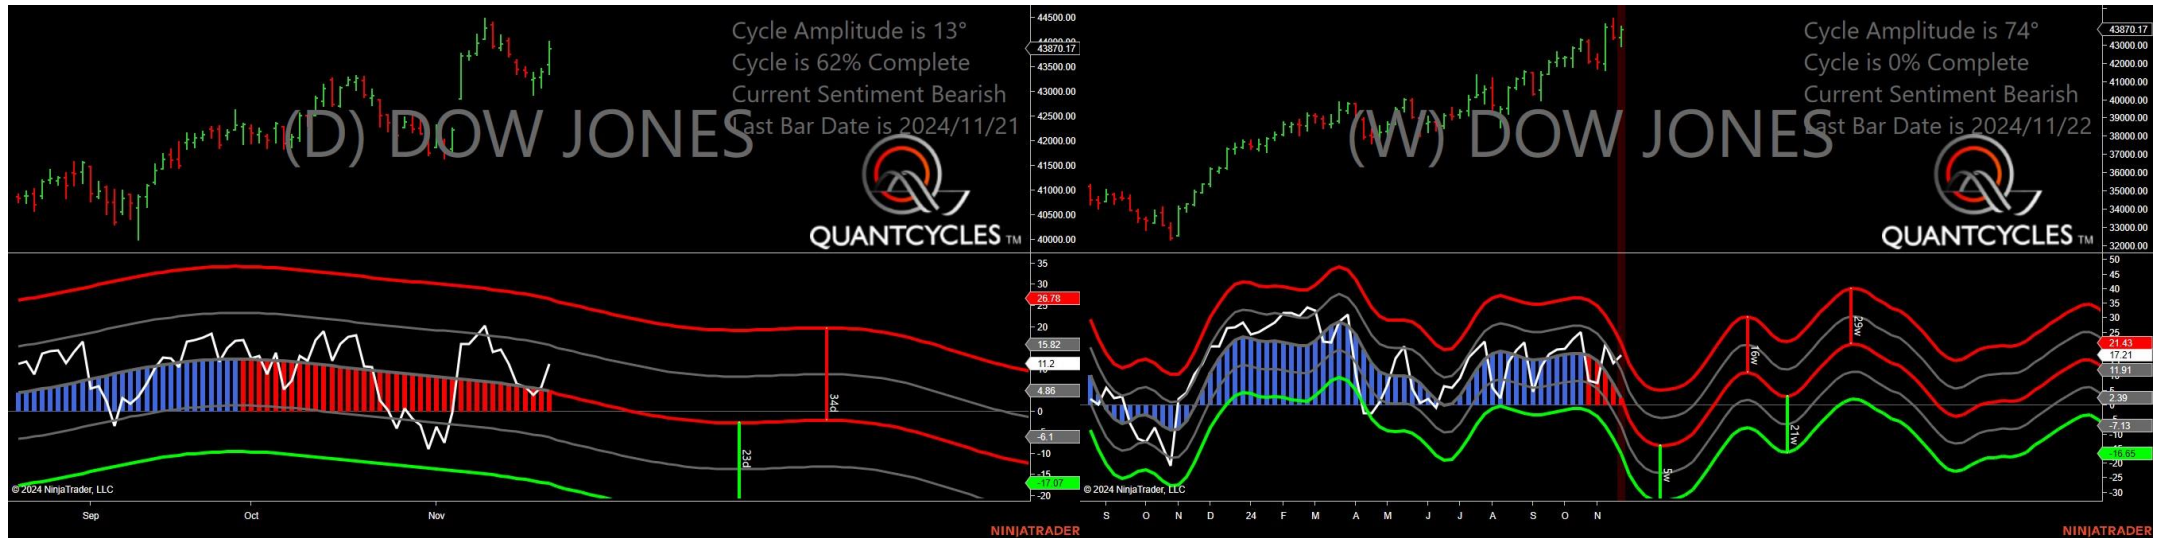 Cycle Amplitude is 13°
Cycle is 62% Complete
Current Sentiment Bearish
Last Bar Date is 2024/11/21
(D) DOW JONES
QUANTCYCLES TM
44500.00
44000.00
43870.17
43500.00
43000.00
42500.00
42000.00
41500.00
41000.00
40500.00
40000.00
35
30
26.78
25
20
15.82
11.2
10
4.86
0
-5
-6.1
-10
-15
-17.07
-20
34d
23d
© 2024 NinjaTrader, LLC
Sep
Oct
Nov
NINJATRADER
Cycle Amplitude is 74°
Cycle is 0% Complete
Current Sentiment Bearish
Last Bar Date is 2024/11/22
(W) DOW JONES
QUANTCYCLES TM
43870.17
43000.00
42000.00
41000.00
40000.00
39000.00
38000.00
37000.00
36000.00
35000.00
34000.00
33000.00
32000.00
50
45
40
35
30
25
21.43
17.21
11.91
2.39
0
-7.13
-10
-16.65
-20
-25
-30
16w
29w
5w
21w
© 2024 NinjaTrader, LLC
S
O
N
D
24
F
M
A
M
J
J
A
S
O
N
NINJATRADER